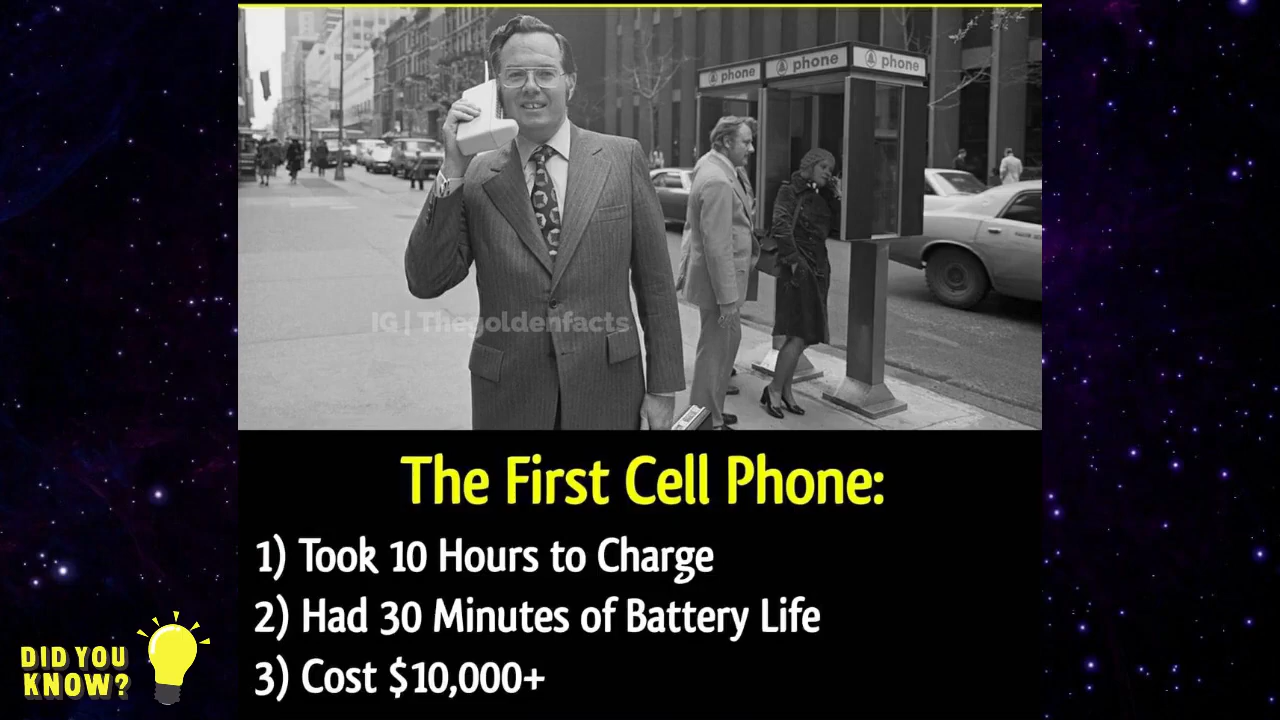 phone phone phone
IG | Thegoldenfacts
The First Cell Phone:
1) Took 10 Hours to Charge
2) Had 30 Minutes of Battery Life
3) Cost $10,000+
DID YOU
KNOW?